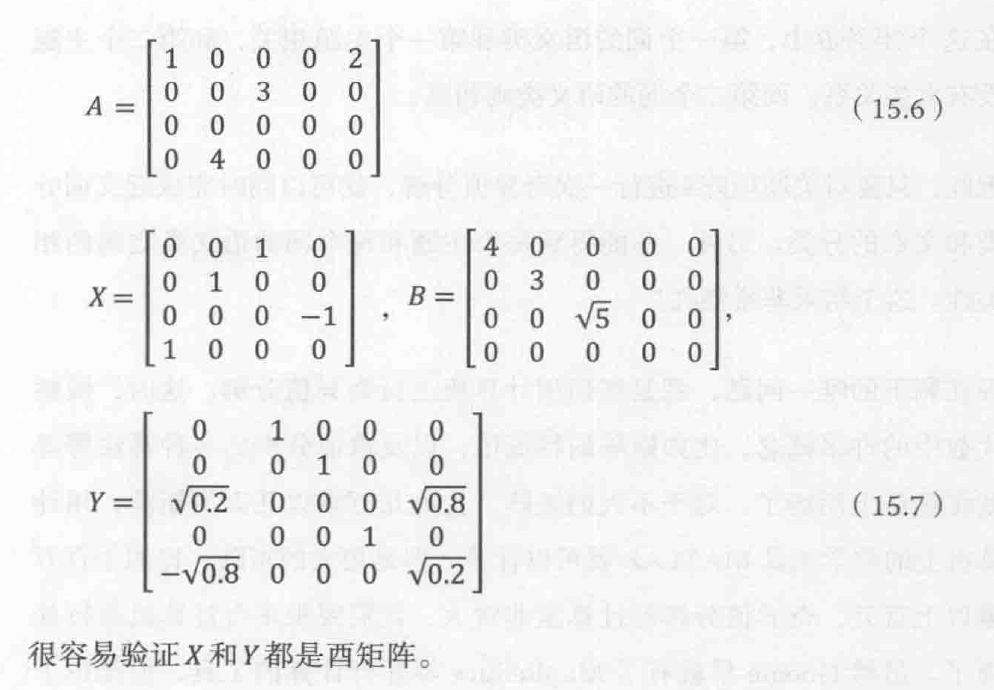 A = [1 0 0 0 2
0 0 3 0 0
0 0 0 0 0
0 4 0 0 0] (15.6)
X = [0 0 1 0
0 1 0 0
0 0 0 −1
1 0 0 0], B = [4 0 0 0 0
0 3 0 0 0
0 0 √5 0 0
0 0 0 0 0],
Y = [0 1 0 0 0
0 0 1 0 0
√0.2 0 0 0 √0.8
0 0 0 1 0
−√0.8 0 0 0 √0.2] (15.7)
很容易验证 X 和 Y 都是酉矩阵。